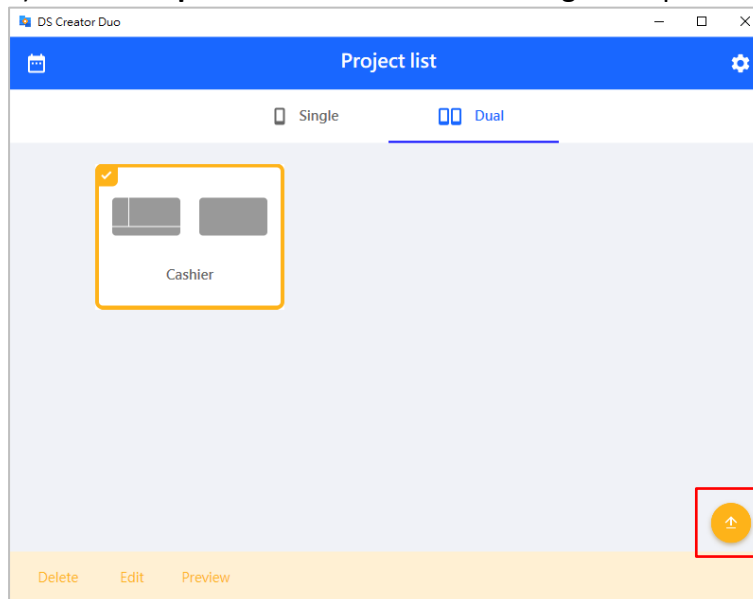 DS Creator Duo
Project list
Single Dual
Cashier
Delete Edit Preview